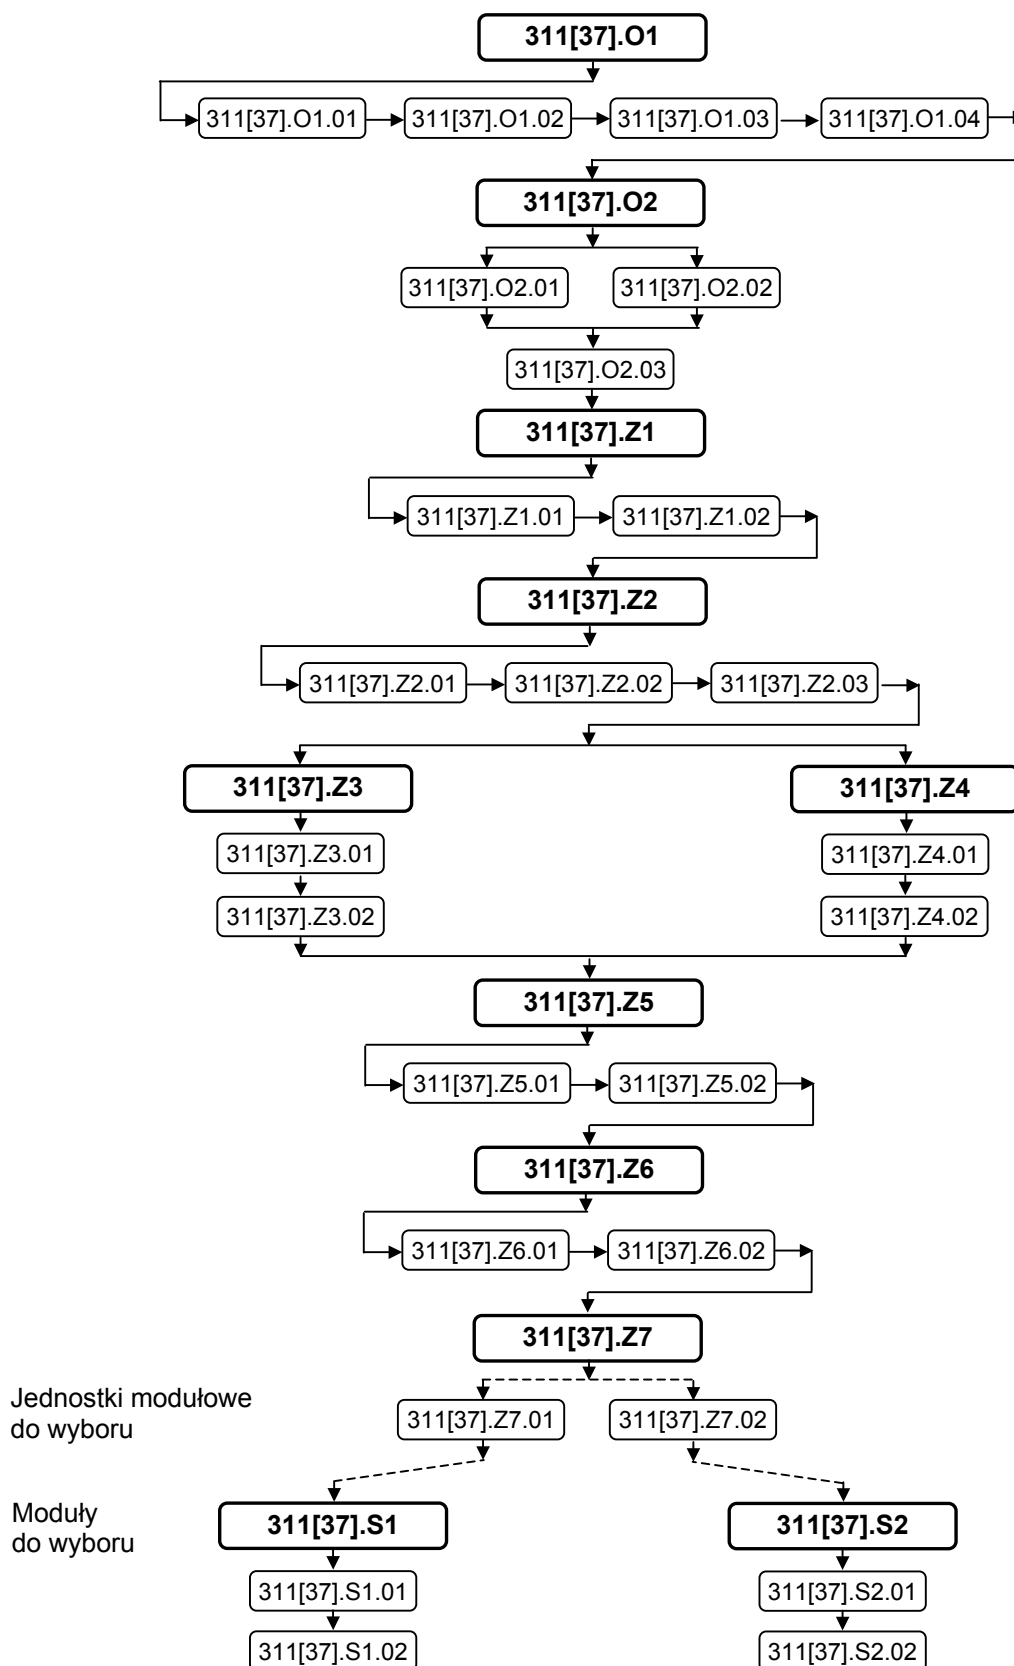 311[37].O1
311[37].O1.01
311[37].O1.02
311[37].O1.03
311[37].O1.04
311[37].O2
311[37].O2.01
311[37].O2.02
311[37].O2.03
311[37].Z1
311[37].Z1.01
311[37].Z1.02
311[37].Z2
311[37].Z2.01
311[37].Z2.02
311[37].Z2.03
311[37].Z3
311[37].Z4
311[37].Z3.01
311[37].Z4.01
311[37].Z3.02
311[37].Z4.02
311[37].Z5
311[37].Z5.01
311[37].Z5.02
311[37].Z6
311[37].Z6.01
311[37].Z6.02
311[37].Z7
Jednostki modułowe
do wyboru
311[37].Z7.01
311[37].Z7.02
Moduły
do wyboru
311[37].S1
311[37].S2
311[37].S1.01
311[37].S2.01
311[37].S1.02
311[37].S2.02